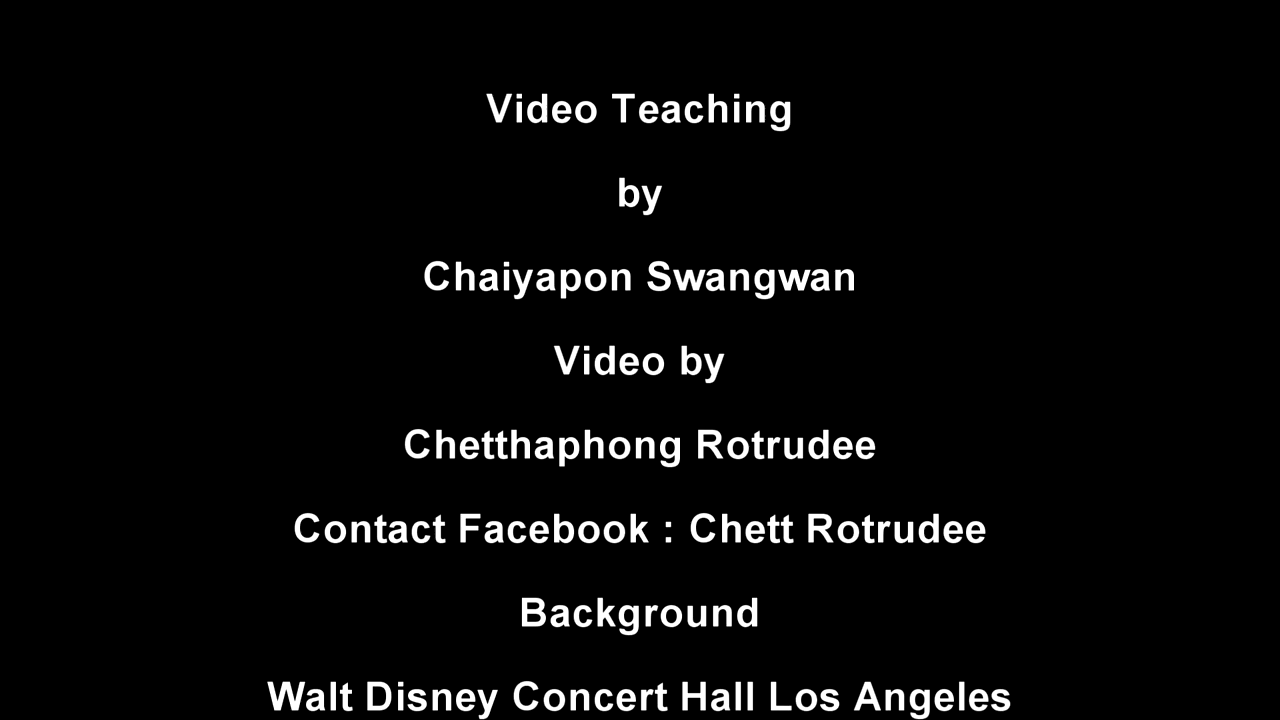 Video Teaching
by
Chaiyapon Swangwan
Video by
Chetthaphong Rotrudee
Contact Facebook : Chett Rotrudee
Background
Walt Disney Concert Hall Los Angeles